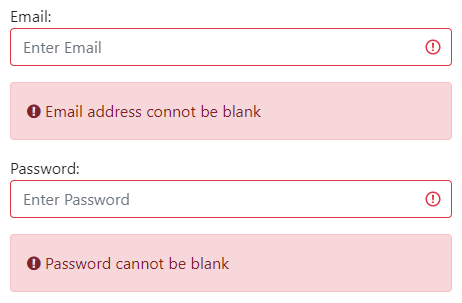 Email:
Enter Email
Email address connot be blank
Password:
Enter Password
Password cannot be blank